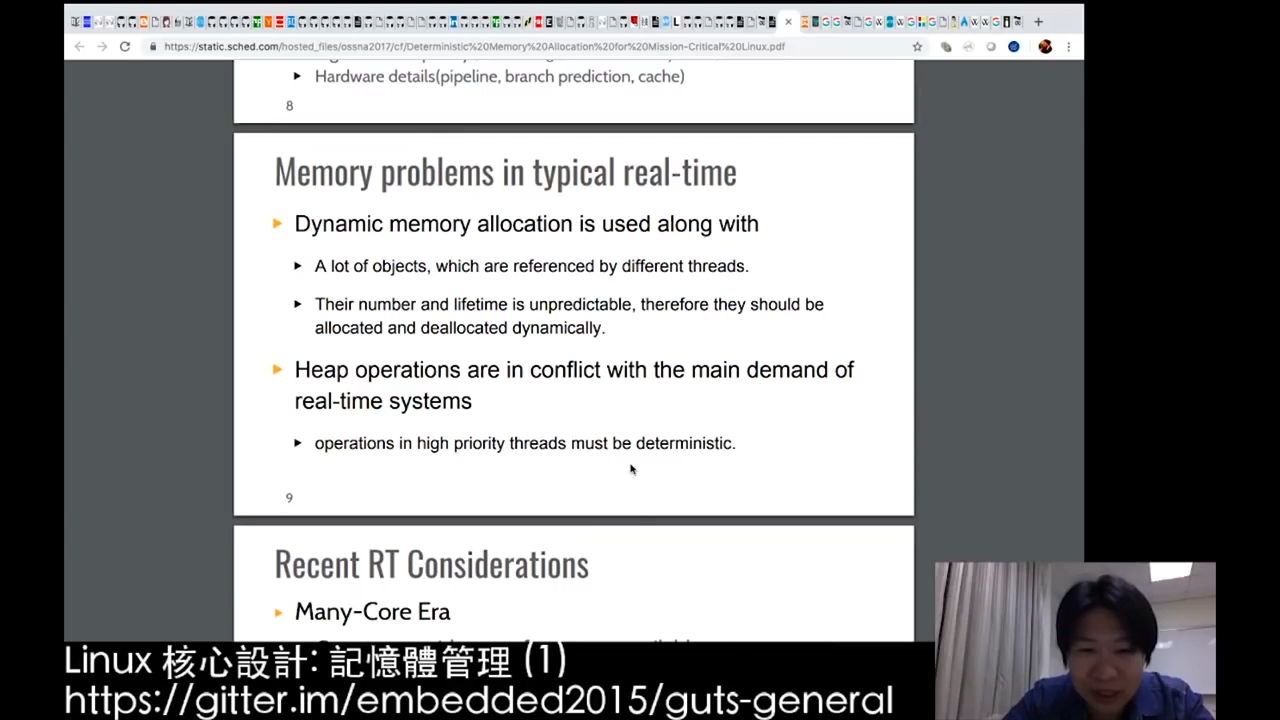 https://static.sched.com/hosted_files/ossna2017/cf/Deterministic%20Memory%20Allocation%20for%20Mission-Critical%20Linux.pdf
Hardware details(pipeline, branch prediction, cache)
8
Memory problems in typical real-time
Dynamic memory allocation is used along with
A lot of objects, which are referenced by different threads.
Their number and lifetime is unpredictable, therefore they should be
allocated and deallocated dynamically.
Heap operations are in conflict with the main demand of
real-time systems
operations in high priority threads must be deterministic.
9
Recent RT Considerations
Many-Core Era
Linux 核心設計: 記憶體管理 (1)
https://gitter.im/embedded2015/guts-general